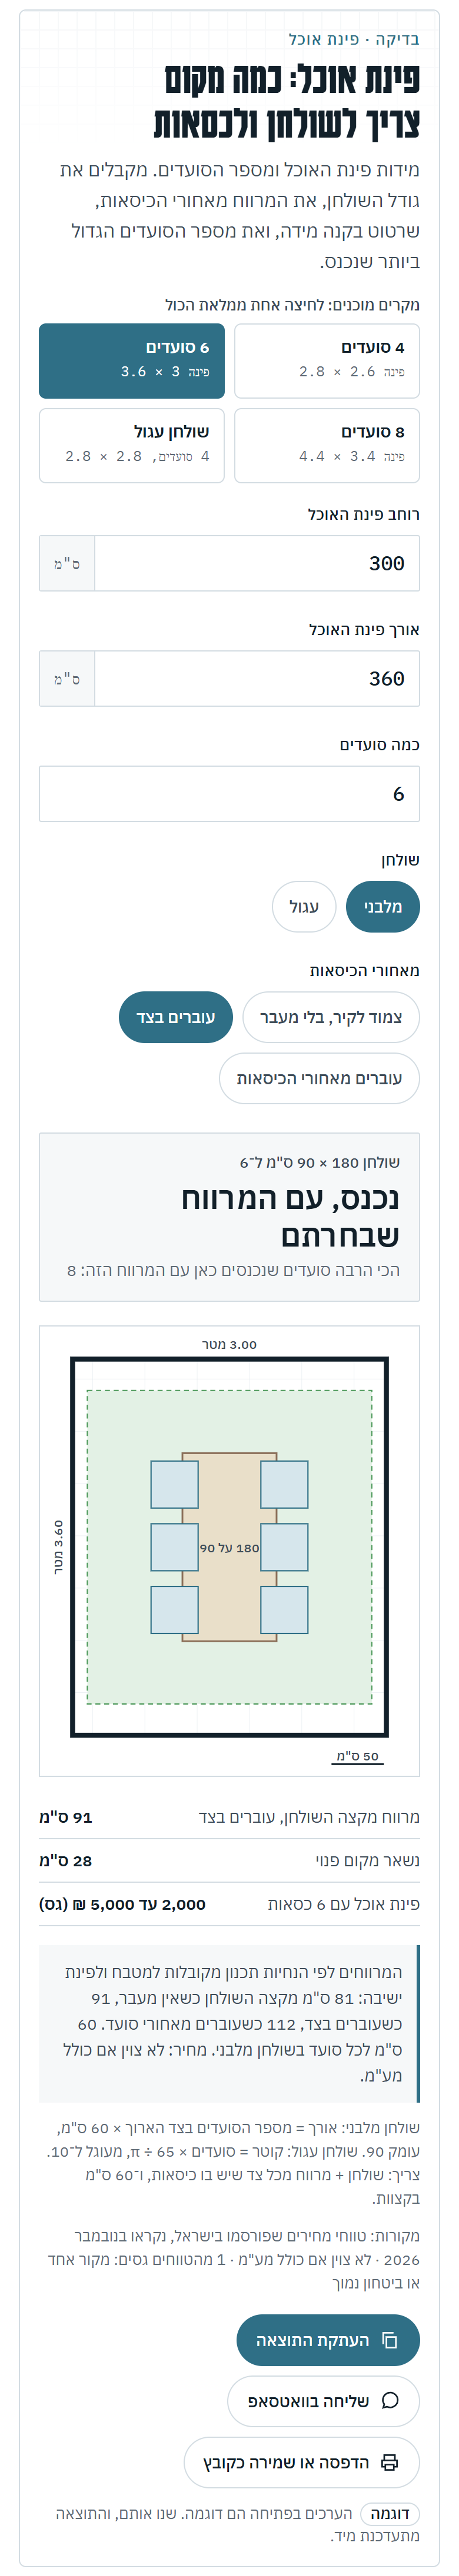 בדיקה · פינת אוכל
פינת אוכל: כמה מקום
צריך לשולחן ולכסאות
מידות פינת האוכל ומספר הסועדים. מקבלים את
גודל השולחן, את המרווח מאחורי הכיסאות,
שרטוט בקנה מידה, ואת מספר הסועדים הגדול
ביותר שנכנס.
מקרים מוכנים: לחיצה אחת ממלאת הכול
4 סועדים
פינה 2.6 × 2.8
6 סועדים
פינה 3 × 3.6
8 סועדים
פינה 3.4 × 4.4
שולחן עגול
4 סועדים, 2.8 × 2.8
רוחב פינת האוכל
300
ס"מ
אורך פינת האוכל
360
ס"מ
כמה סועדים
6
שולחן
מלבני
עגול
מאחורי הכיסאות
צמוד לקיר, בלי מעבר
עוברים בצד
עוברים מאחורי הכיסאות
שולחן 180 × 90 ס"מ ל־6
נכנס, עם המרווח
שבחרתם
הכי הרבה סועדים שנכנסים כאן עם המרווח הזה: 8
3.00 מטר
3.60 מטר
180 על 90
50 ס"מ
מרווח מקצה השולחן, עוברים בצד
91 ס"מ
נשאר מקום פנוי
28 ס"מ
פינת אוכל עם 6 כסאות
2,000 עד 5,000 ₪ (גס)
המרווחים לפי הנחיות תכנון מקובלות למטבח ולפינת
ישיבה: 81 ס"מ מקצה השולחן כשאין מעבר, 91
כשעוברים בצד, 112 כשעוברים מאחורי סועד. 60
ס"מ לכל סועד בשולחן מלבני. מחיר: לא צוין אם כולל
מע"מ.
שולחן מלבני: אורך = מספר הסועדים בצד הארוך × 60 ס"מ,
עומק 90. שולחן עגול: קוטר = סועדים × 65 ÷ π, מעוגל ל־10.
צריך: שולחן + מרווח מכל צד שיש בו כיסאות, ו־60 ס"מ
בקצוות.
מקורות: טווחי מחירים שפורסמו בישראל, נקראו בנובמבר
2026 · לא צוין אם כולל מע"מ · 1 מהטווחים גסים: מקור אחד
או ביטחון נמוך
העתקת התוצאה
שליחה בוואטסאפ
הדפסה או שמירה כקובץ
דוגמה הערכים בפתיחה הם דוגמה. שנו אותם, והתוצאה
מתעדכנת מיד.